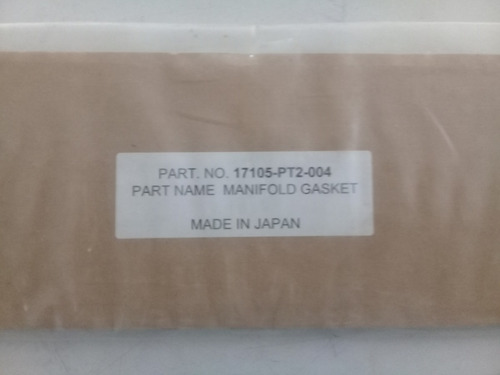 PART. NO. 17105-PT2-004
PART NAME  MANIFOLD GASKET
MADE IN JAPAN